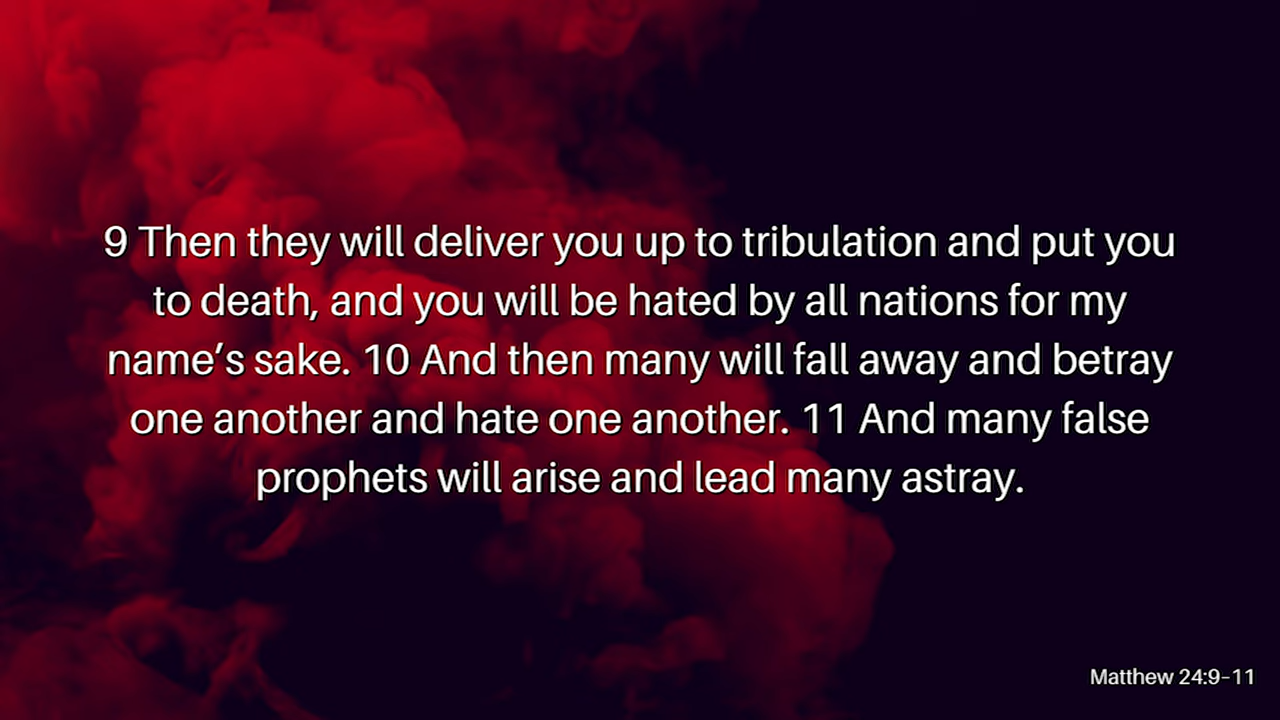 9 Then they will deliver you up to tribulation and put you
to death, and you will be hated by all nations for my
name’s sake. 10 And then many will fall away and betray
one another and hate one another. 11 And many false
prophets will arise and lead many astray.
Matthew 24:9–11